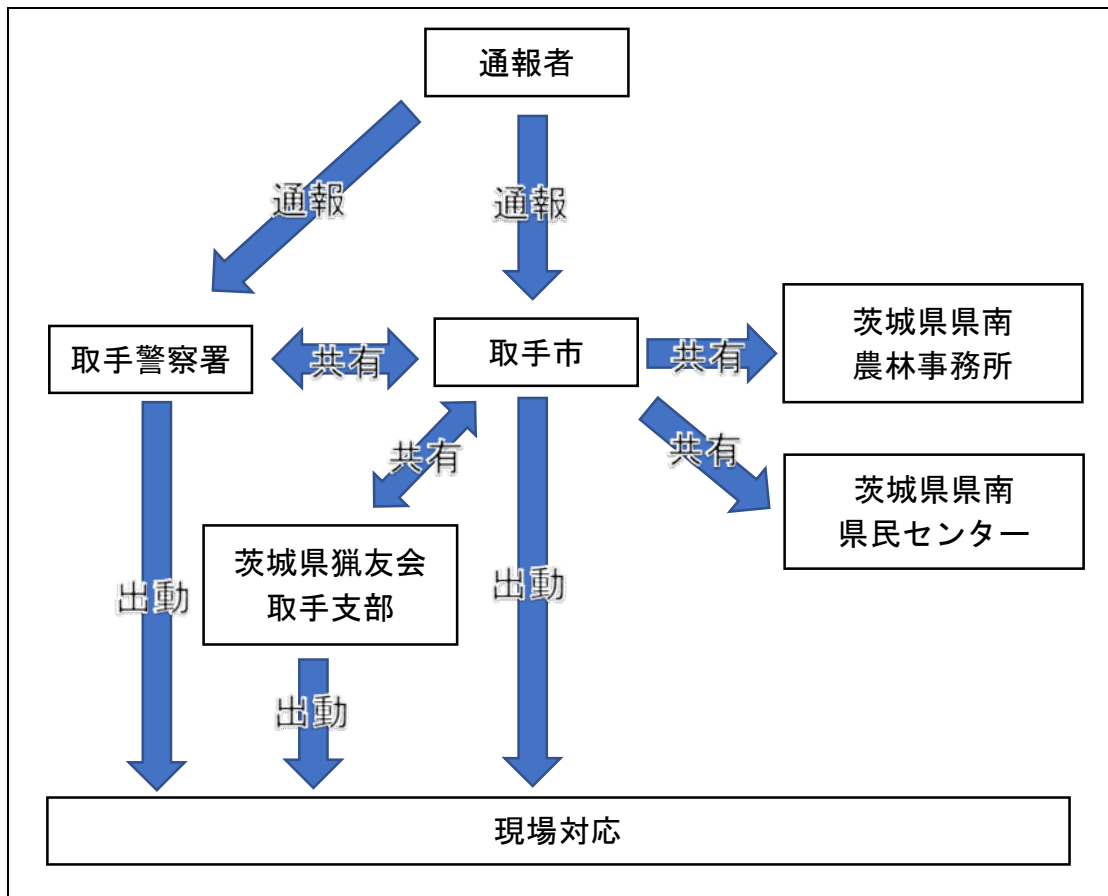 通報者
通報
通報
取手警察署
共有
取手市
共有
茨城県県南
農林事務所
共有
共有
茨城県県南
県民センター
茨城県猟友会
取手支部
出動
出動
出動
現場対応